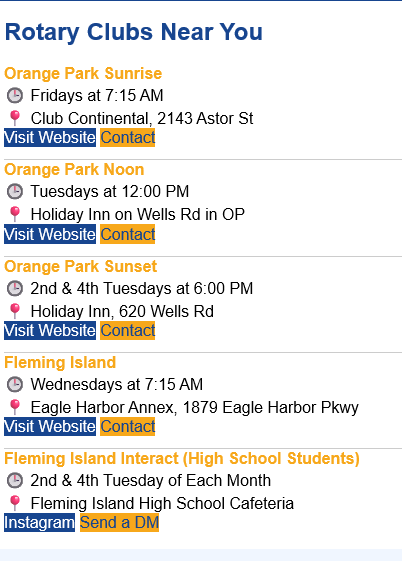 Rotary Clubs Near You
Orange Park Sunrise
Fridays at 7:15 AM
Club Continental, 2143 Astor St
Visit Website Contact
Orange Park Noon
Tuesdays at 12:00 PM
Holiday Inn on Wells Rd in OP
Visit Website Contact
Orange Park Sunset
2nd & 4th Tuesdays at 6:00 PM
Holiday Inn, 620 Wells Rd
Visit Website Contact
Fleming Island
Wednesdays at 7:15 AM
Eagle Harbor Annex, 1879 Eagle Harbor Pkwy
Visit Website Contact
Fleming Island Interact (High School Students)
2nd & 4th Tuesday of Each Month
Fleming Island High School Cafeteria
Instagram Send a DM